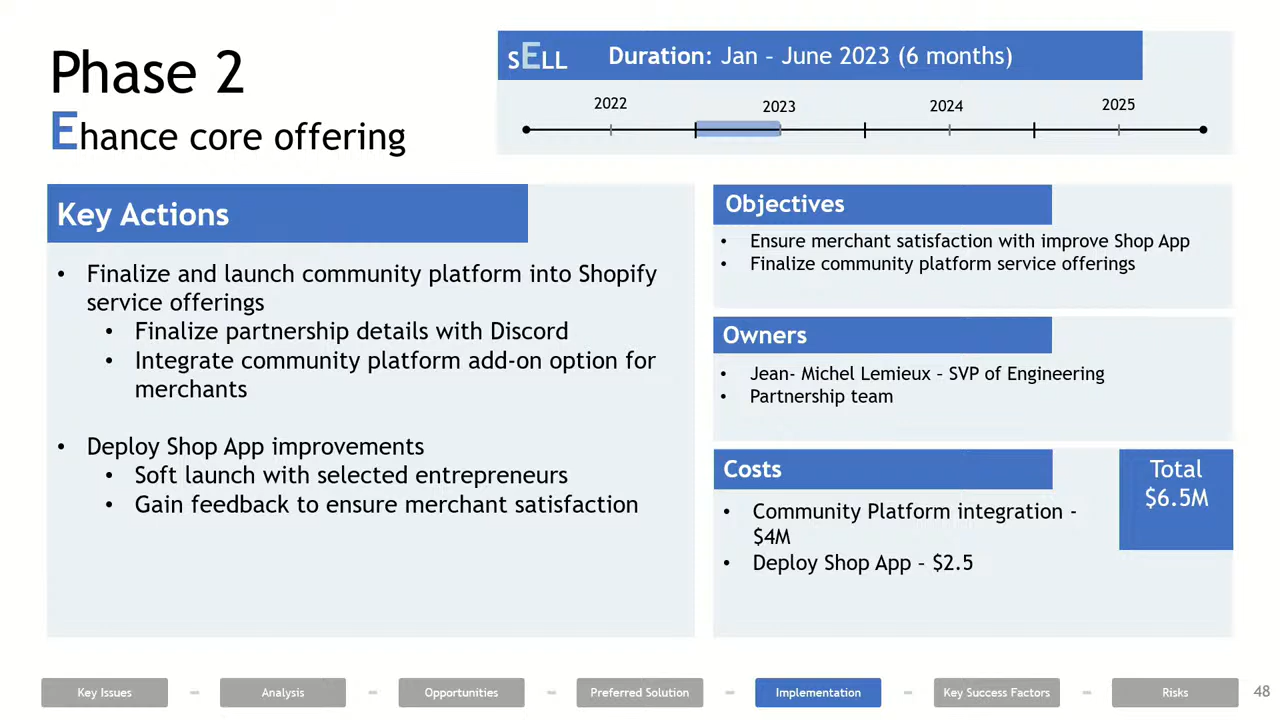 Phase 2
Ehance core offering
SELL
Duration: Jan – June 2023 (6 months)
2022
2023
2024
2025
Key Actions
• Finalize and launch community platform into Shopify
service offerings
• Finalize partnership details with Discord
• Integrate community platform add-on option for
merchants
• Deploy Shop App improvements
• Soft launch with selected entrepreneurs
• Gain feedback to ensure merchant satisfaction
Objectives
• Ensure merchant satisfaction with improve Shop App
• Finalize community platform service offerings
Owners
• Jean- Michel Lemieux – SVP of Engineering
• Partnership team
Costs
• Community Platform integration -
$4M
• Deploy Shop App – $2.5
Total
$6.5M
Key Issues
Analysis
Opportunities
Preferred Solution
Implementation
Key Success Factors
Risks
48